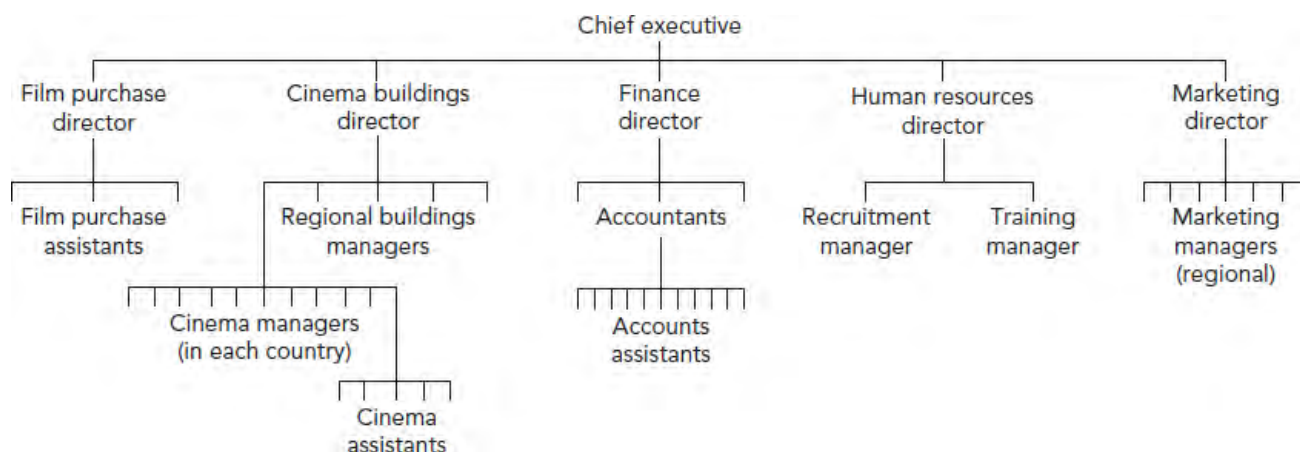 Chief executive
Film purchase
director
Cinema buildings
director
Finance
director
Human resources
director
Marketing
director
Film purchase
assistants
Regional buildings
managers
Accountants
Recruitment
manager
Training
manager
Marketing
managers
(regional)
Cinema managers
(in each country)
Accounts
assistants
Cinema
assistants